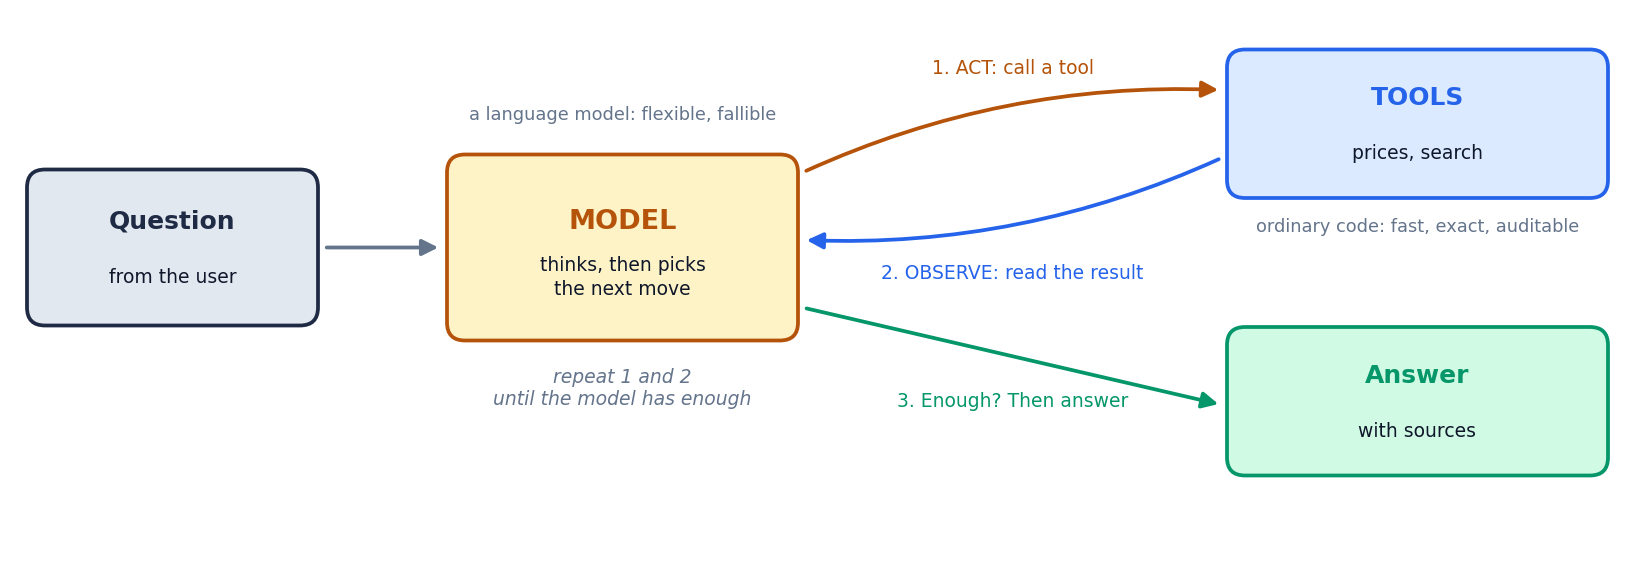 Question
from the user
a language model: flexible, fallible
MODEL
thinks, then picks
the next move
repeat 1 and 2
until the model has enough
1. ACT: call a tool
2. OBSERVE: read the result
3. Enough? Then answer
TOOLS
prices, search
ordinary code: fast, exact, auditable
Answer
with sources